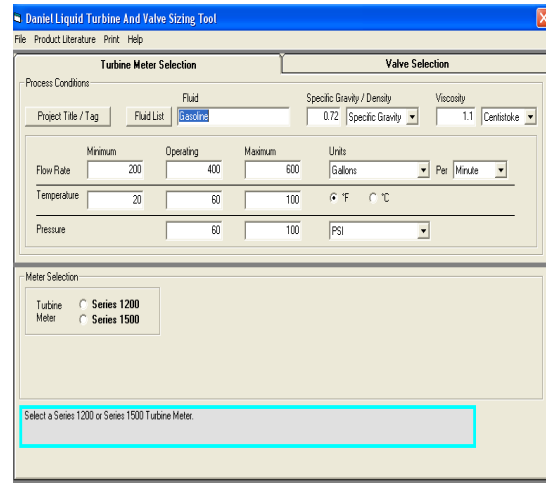 Daniel Liquid Turbine And Valve Sizing Tool
File Product Literature Print Help
Turbine Meter Selection Valve Selection
Process Conditions
Fluid Specific Gravity / Density Viscosity
Project Title / Tag Fluid List Gasoline 0.72 Specific Gravity 1.1 Centistoke
Minimum Operating Maximum Units
Flow Rate 200 400 600 Gallons Per Minute
Temperature 20 60 100 °F °C
Pressure 60 100 PSI
Meter Selection
Turbine Meter Series 1200
Series 1500
Select a Series 1200 or Series 1500 Turbine Meter.